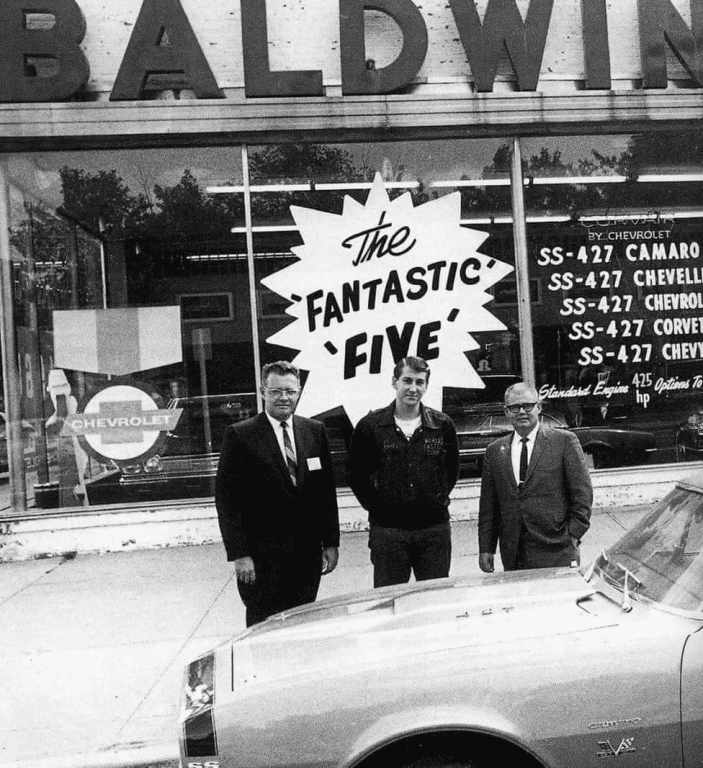 BALDWIN
The
'FANTASTIC'
'FIVE'
CORVAIR
BY CHEVROLET
SS-427 CAMARO
SS-427 CHEVELL
SS-427 CHEVROL
SS-427 CORVET
SS-427 CHEVY
Standard Engine 425 hp Options To
CHEVROLET
SS